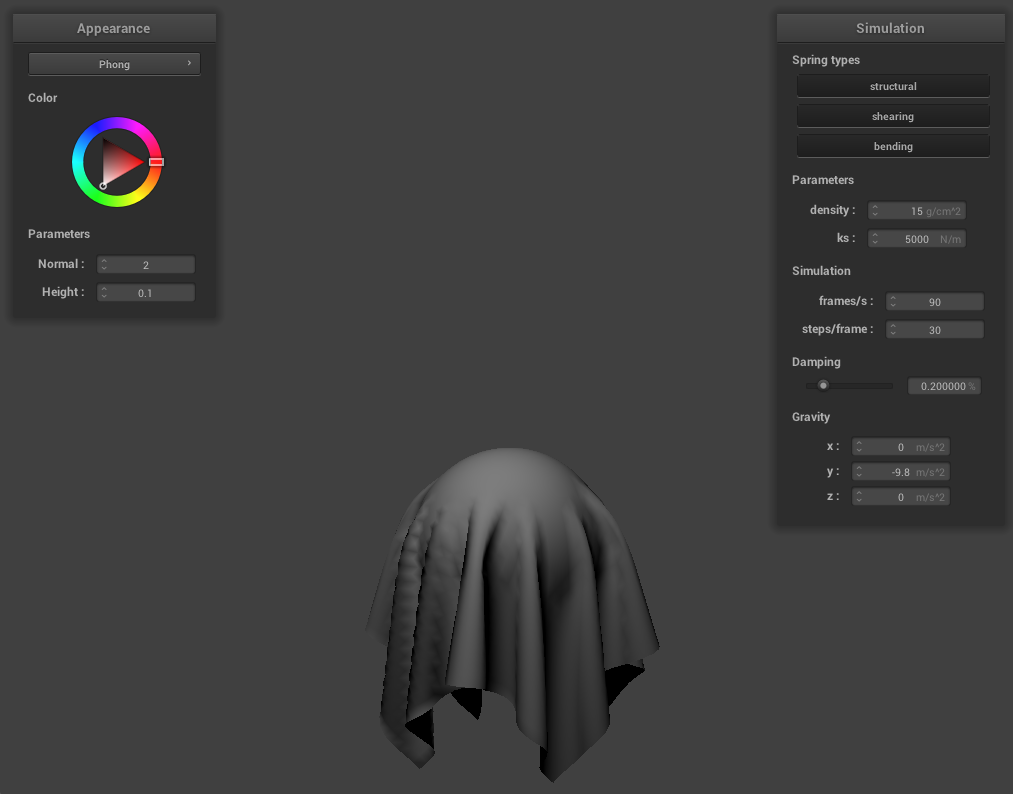 Appearance
Phong
Color
Parameters
Normal : 2
Height : 0.1
Simulation
Spring types
structural
shearing
bending
Parameters
density : 15 g/cm^2
ks : 5000 N/m
Simulation
frames/s : 90
steps/frame : 30
Damping
0.200000 %
Gravity
x : 0 m/s^2
y : -9.8 m/s^2
z : 0 m/s^2